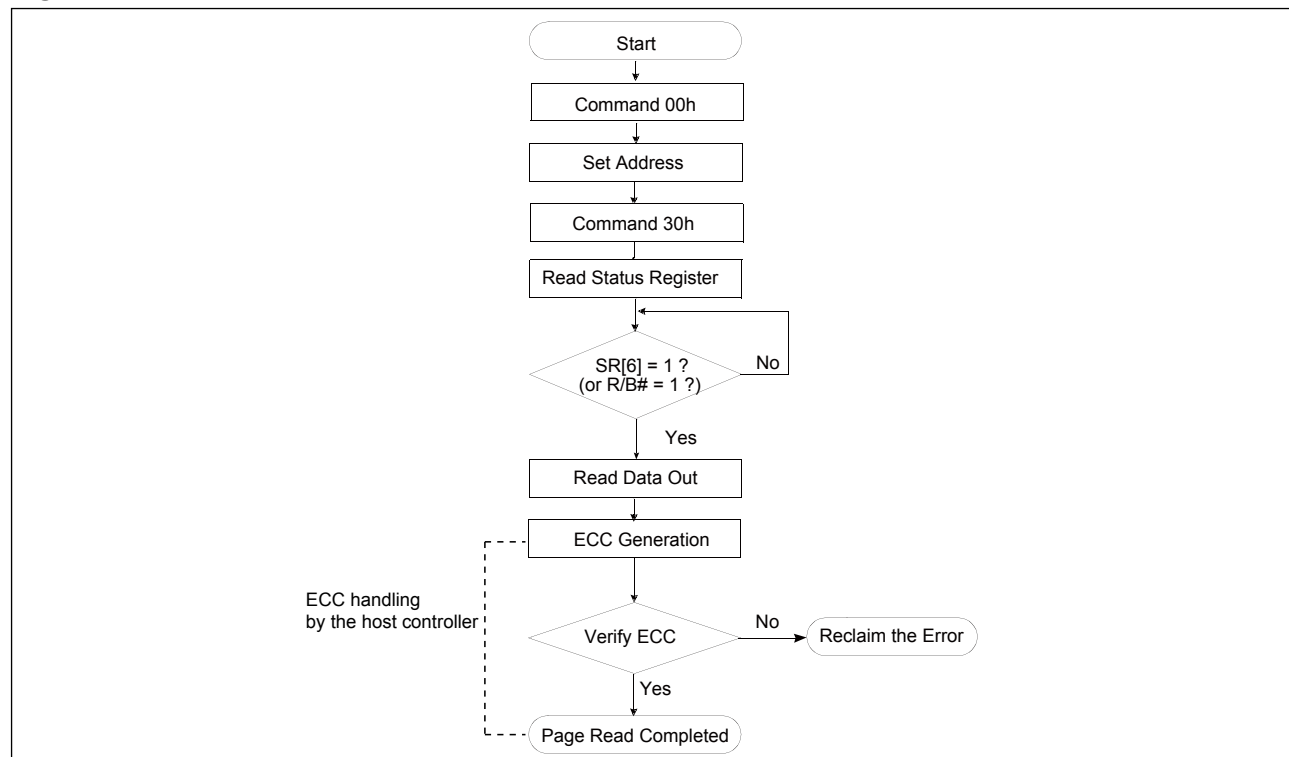 Start
Command 00h
Set Address
Command 30h
Read Status Register
SR[6] = 1 ?
(or R/B# = 1 ?)
No
Yes
Read Data Out
ECC Generation
ECC handling
by the host controller
Verify ECC
No
Reclaim the Error
Yes
Page Read Completed